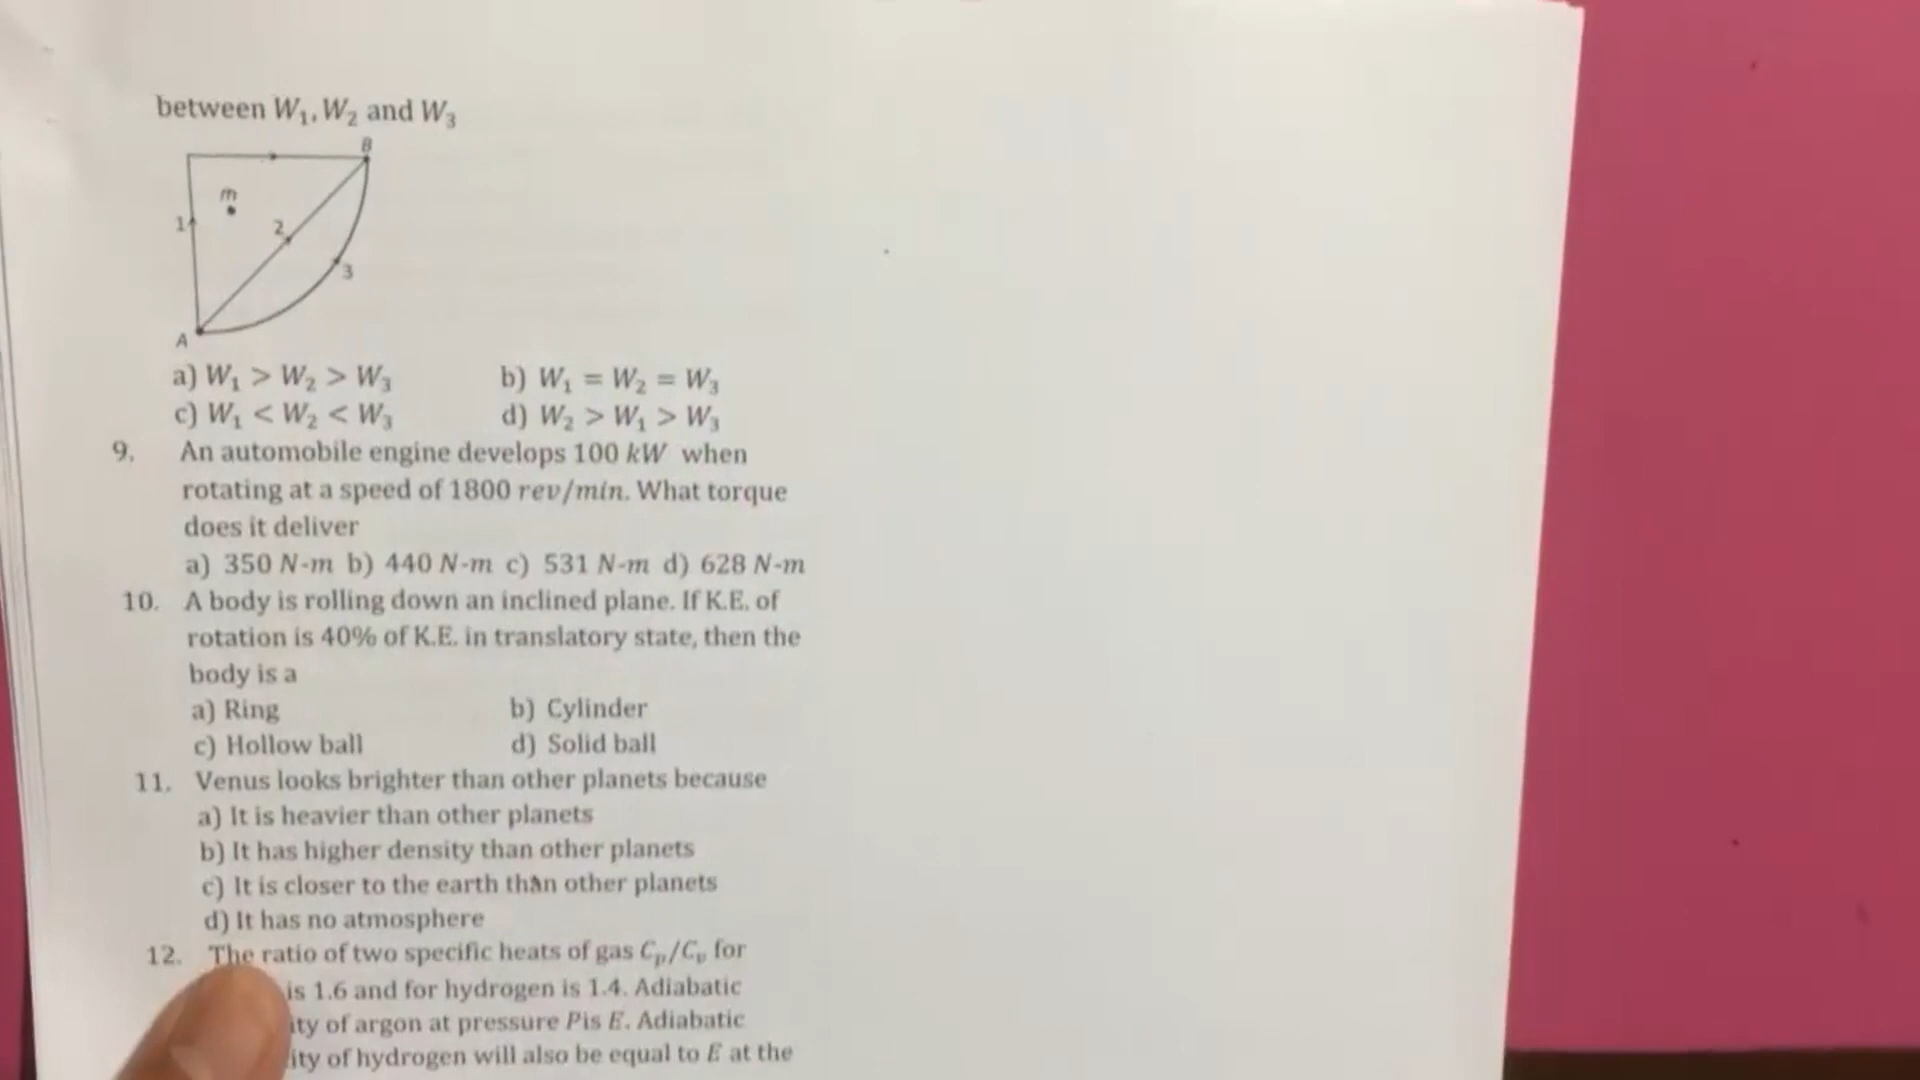 between W₁, W₂ and W₃
B
m
1
2
3
A
a) W₁ > W₂ > W₃ b) W₁ = W₂ = W₃
c) W₁ < W₂ < W₃ d) W₂ > W₁ > W₃
9. An automobile engine develops 100 kW when
rotating at a speed of 1800 rev/min. What torque
does it deliver
a) 350 N-m b) 440 N-m c) 531 N-m d) 628 N-m
10. A body is rolling down an inclined plane. If K.E. of
rotation is 40% of K.E. in translatory state, then the
body is a
a) Ring b) Cylinder
c) Hollow ball d) Solid ball
11. Venus looks brighter than other planets because
a) It is heavier than other planets
b) It has higher density than other planets
c) It is closer to the earth than other planets
d) It has no atmosphere
12. The ratio of two specific heats of gas Cₚ/Cᵥ for
is 1.6 and for hydrogen is 1.4. Adiabatic
of argon at pressure P is E. Adiabatic
of hydrogen will also be equal to E at the